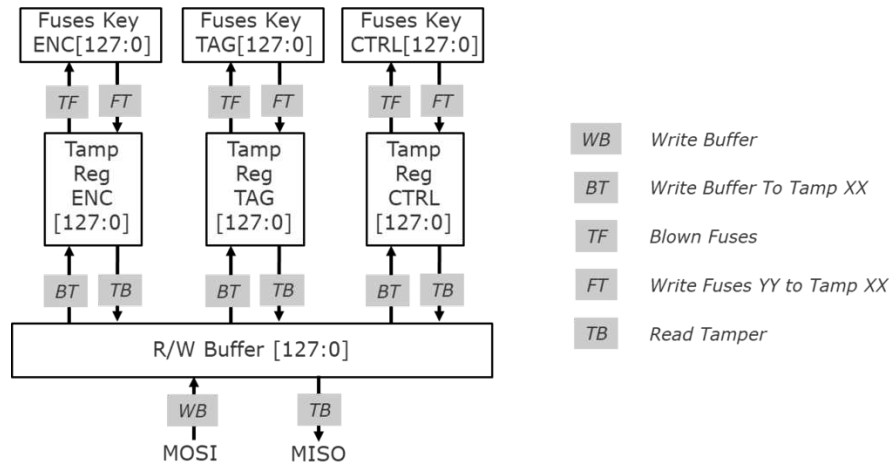 Fuses Key
ENC[127:0]
Fuses Key
TAG[127:0]
Fuses Key
CTRL[127:0]
TF
FT
TF
FT
TF
FT
Tamp
Reg
ENC
[127:0]
Tamp
Reg
TAG
[127:0]
Tamp
Reg
CTRL
[127:0]
BT
TB
BT
TB
BT
TB
R/W Buffer [127:0]
WB
TB
MOSI
MISO
WB Write Buffer
BT Write Buffer To Tamp XX
TF Blown Fuses
FT Write Fuses YY to Tamp XX
TB Read Tamper